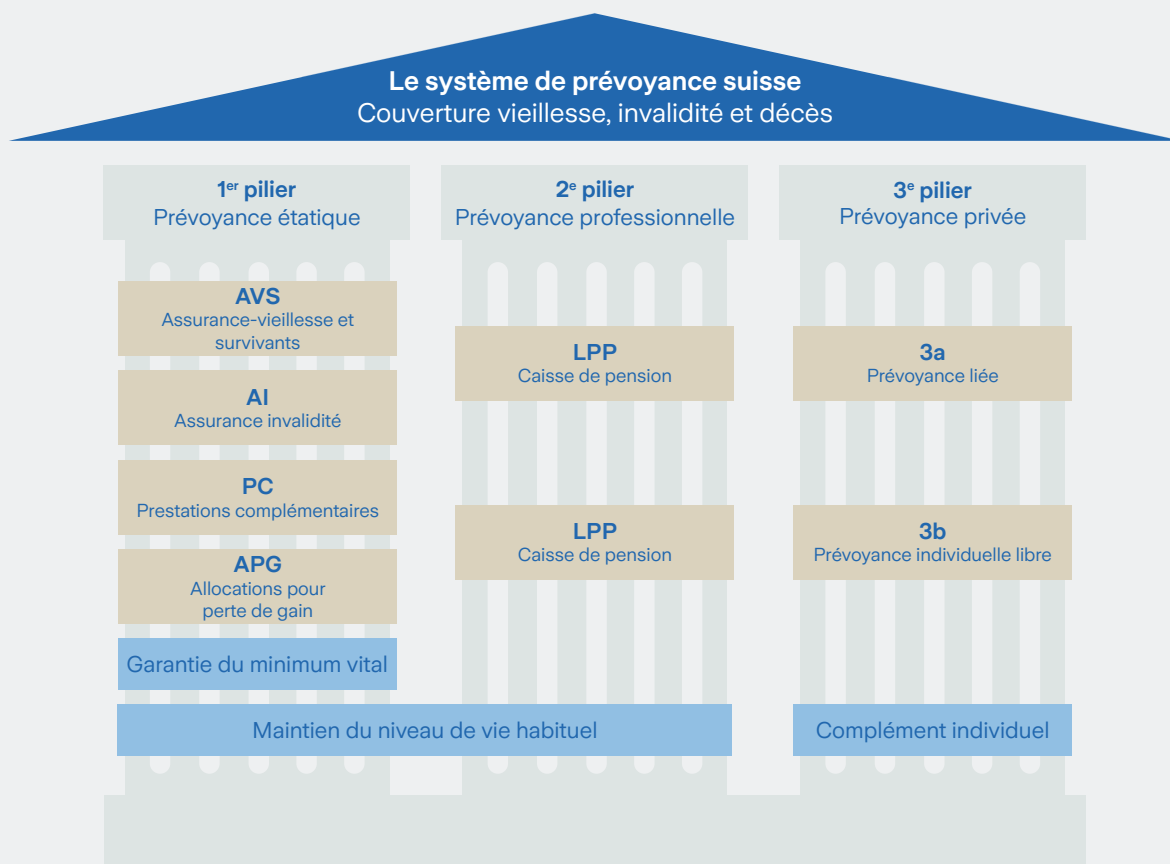 Le système de prévoyance suisse
Couverture vieillesse, invalidité et décès
1er pilier
Prévoyance étatique
AVS
Assurance-vieillesse et
survivants
AI
Assurance invalidité
PC
Prestations complémentaires
APG
Allocations pour
perte de gain
Garantie du minimum vital
2e pilier
Prévoyance professionnelle
LPP
Caisse de pension
LPP
Caisse de pension
Maintien du niveau de vie habituel
3e pilier
Prévoyance privée
3a
Prévoyance liée
3b
Prévoyance individuelle libre
Complément individuel